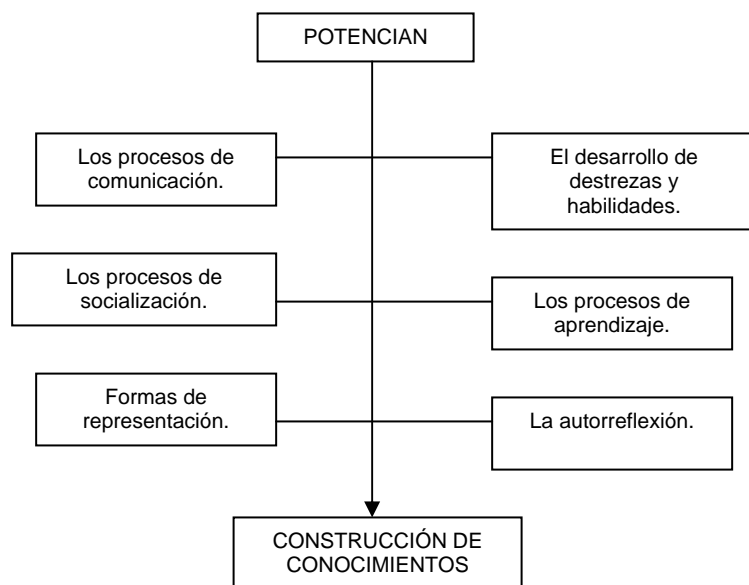 POTENCIAN
Los procesos de
comunicación.
El desarrollo de
destrezas y
habilidades.
Los procesos de
socialización.
Los procesos de
aprendizaje.
Formas de
representación.
La autorreflexión.
CONSTRUCCIÓN DE
CONOCIMIENTOS